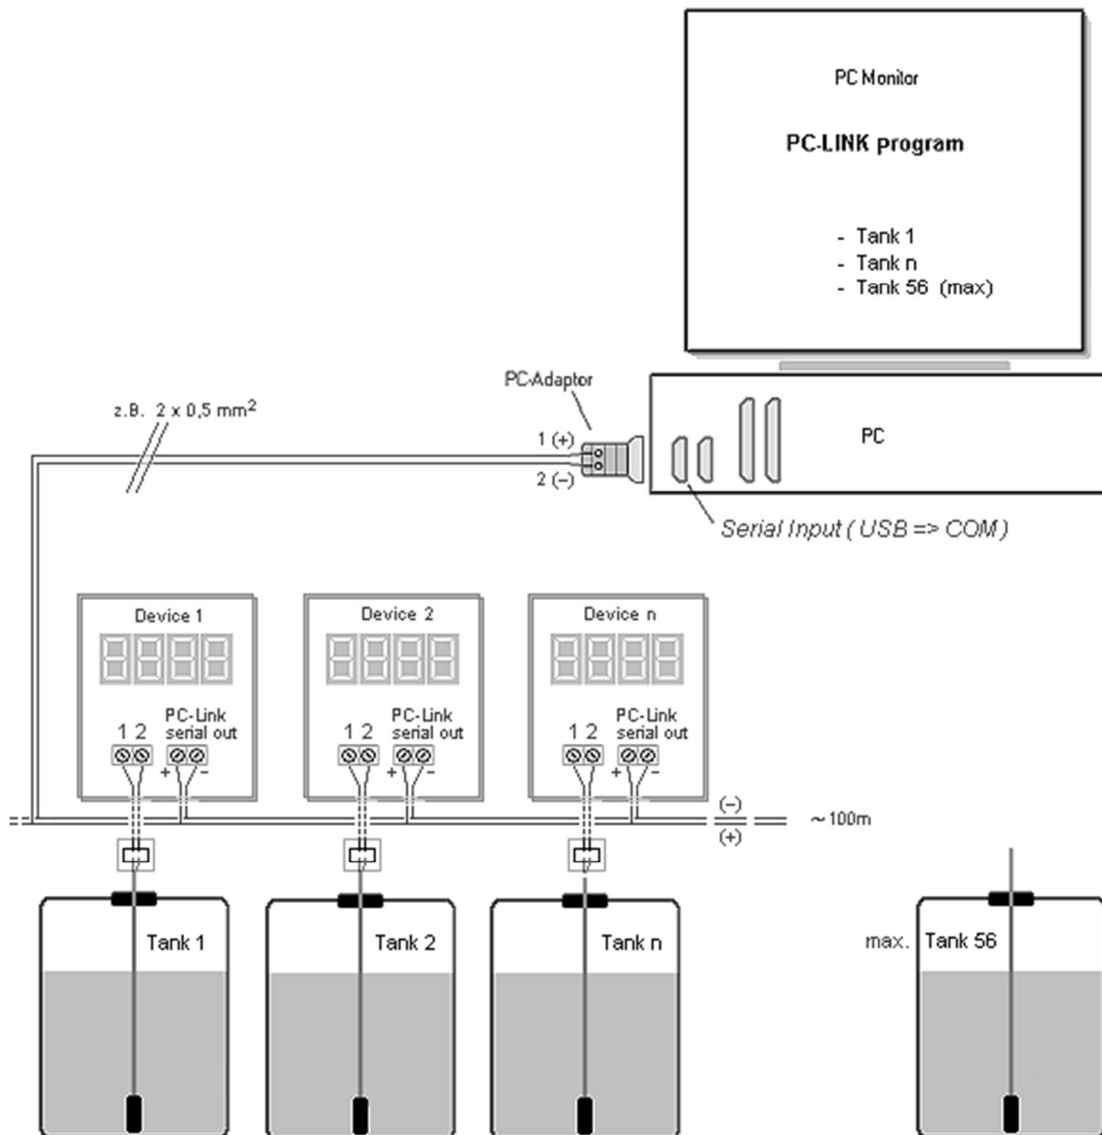 PC Monitor
PC-LINK program
- Tank 1
- Tank n
- Tank 56 (max)
PC-Adaptor
z.B. 2 x 0,5 mm²
1 (+)
2 (–)
PC
Serial Input ( USB => COM )
Device 1
Device 2
Device n
1 2
PC-Link
serial out
+ –
1 2
PC-Link
serial out
+ –
1 2
PC-Link
serial out
+ –
(–)
(+)
~ 100m
Tank 1
Tank 2
Tank n
max. Tank 56